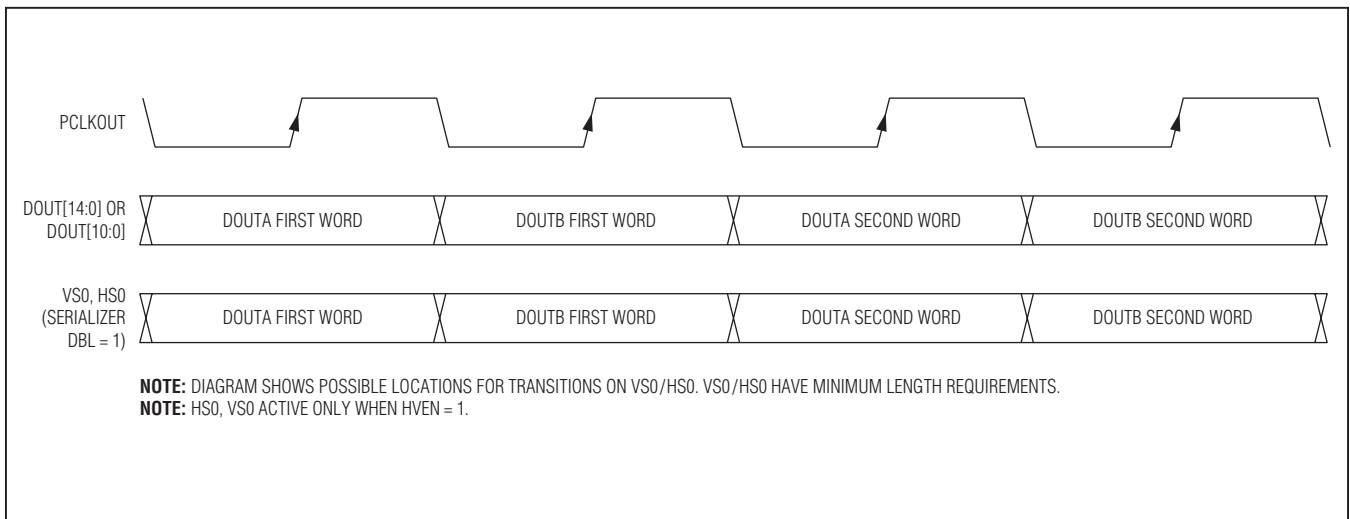 PCLKOUT
DOUT[14:0] OR
DOUT[10:0]
DOUTA FIRST WORD
DOUTB FIRST WORD
DOUTA SECOND WORD
DOUTB SECOND WORD
VS0, HS0
(SERIALIZER
DBL = 1)
DOUTA FIRST WORD
DOUTB FIRST WORD
DOUTA SECOND WORD
DOUTB SECOND WORD
NOTE: DIAGRAM SHOWS POSSIBLE LOCATIONS FOR TRANSITIONS ON VS0/HS0. VS0/HS0 HAVE MINIMUM LENGTH REQUIREMENTS.
NOTE: HS0, VS0 ACTIVE ONLY WHEN HVEN = 1.